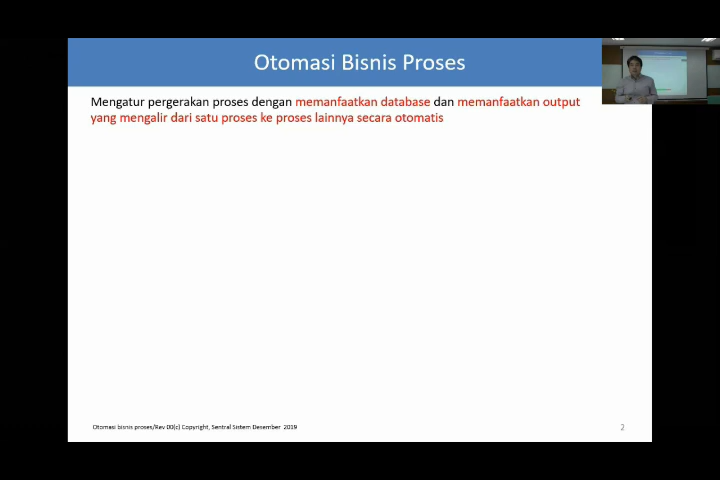 Otomasi Bisnis Proses
Mengatur pergerakan proses dengan memanfaatkan database dan memanfaatkan output
yang mengalir dari satu proses ke proses lainnya secara otomatis
Otomasi bisnis proses/Rev 00(c) Copyright, Sentral Sistem Desember 2019
2